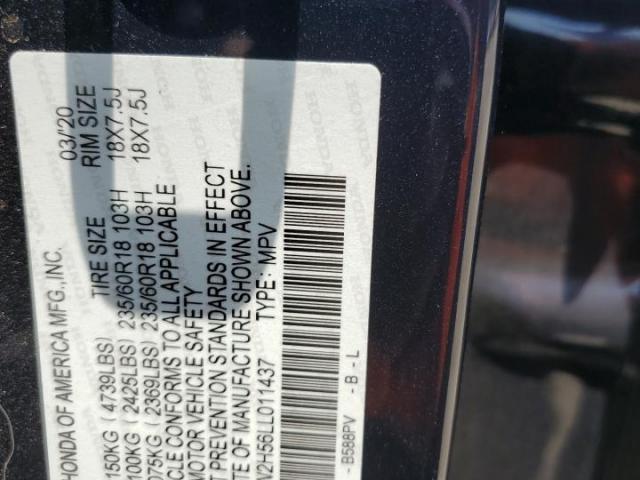 HONDA OF AMERICA MFG.,INC. 03/'20
TIRE SIZE RIM SIZE
150KG (4739LBS)
100KG (2425LBS) 235/60R18 103H 18X7.5J
075KG (2369LBS) 235/60R18 103H 18X7.5J
CONFORMS TO ALL APPLICABLE
MOTOR VEHICLE SAFETY
PREVENTION STANDARDS IN EFFECT
OF MANUFACTURE SHOWN ABOVE.
V2H56LL011437 TYPE: MPV
- B588PV - B - L